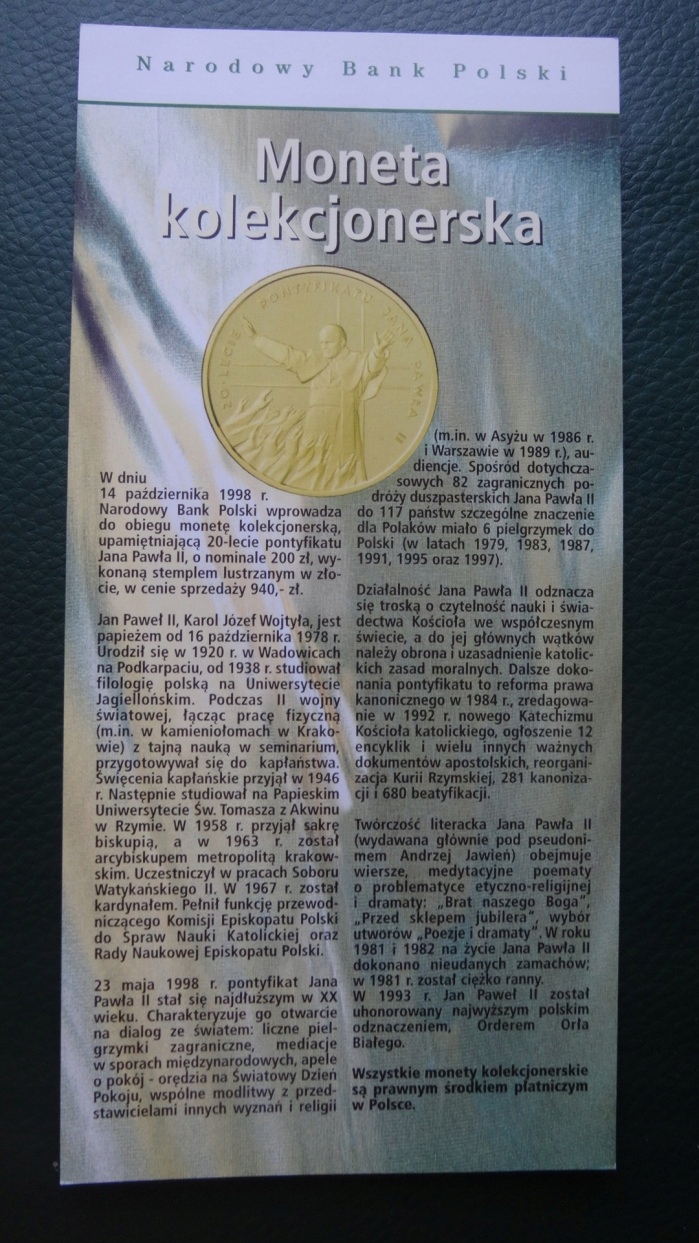 Narodowy Bank Polski
Moneta
kolekcjonerska
20-LECIE PONTYFIKATU JANA PAWŁA II
W dniu
14 października 1998 r.
Narodowy Bank Polski wprowadza
do obiegu monetę kolekcjonerską,
upamiętniającą 20-lecie pontyfikatu
Jana Pawła II, o nominale 200 zł, wy-
konaną stemplem lustrzanym w zło-
cie, w cenie sprzedaży 940,- zł.
Jan Paweł II, Karol Józef Wojtyła, jest
papieżem od 16 października 1978 r.
Urodził się w 1920 r. w Wadowicach
na Podkarpaciu, od 1938 r. studiował
filologię polską na Uniwersytecie
Jagiellońskim. Podczas II wojny
światowej, łącząc pracę fizyczną
(m.in. w kamieniołomach w Krako-
wie) z tajną nauką w seminarium,
przygotowywał się do kapłaństwa.
Święcenia kapłańskie przyjął w 1946
r. Następnie studiował na Papieskim
Uniwersytecie Św. Tomasza z Akwinu
w Rzymie. W 1958 r. przyjął sakrę
biskupią, a w 1963 r. został
arcybiskupem metropolitą krakow-
skim. Uczestniczył w pracach Soboru
Watykańskiego II. W 1967 r. został
kardynałem. Pełnił funkcję przewod-
niczącego Komisji Episkopatu Polski
do Spraw Nauki Katolickiej oraz
Rady Naukowej Episkopatu Polski.
23 maja 1998 r. pontyfikat Jana
Pawła II stał się najdłuższym w XX
wieku. Charakteryzuje go otwarcie
na dialog ze światem: liczne piel-
grzymki zagraniczne, mediacje
w sporach międzynarodowych, apele
o pokój - orędzia na Światowy Dzień
Pokoju, wspólne modlitwy z przed-
stawicielami innych wyznań i religii
(m.in. w Asyżu w 1986 r.
i Warszawie w 1989 r.), au-
diencje. Spośród dotychcza-
sowych 82 zagranicznych po-
dróży duszpasterskich Jana Pawła II
do 117 państw szczególne znaczenie
dla Polaków miało 6 pielgrzymek do
Polski (w latach 1979, 1983, 1987,
1991, 1995 oraz 1997).
Działalność Jana Pawła II odznacza
się troską o czytelność nauki i świa-
dectwa Kościoła we współczesnym
świecie, a do jej głównych wątków
należy obrona i uzasadnienie katolic-
kich zasad moralnych. Dalsze doko-
nania pontyfikatu to reforma prawa
kanonicznego w 1984 r., zredagowa-
nie w 1992 r. nowego Katechizmu
Kościoła katolickiego, ogłoszenie 12
encyklik i wielu innych ważnych
dokumentów apostolskich, reorgani-
zacja Kurii Rzymskiej, 281 kanoniza-
cji i 680 beatyfikacji.
Twórczość literacka Jana Pawła II
(wydawana głównie pod pseudoni-
mem Andrzej Jawień) obejmuje
wiersze, medytacyjne poematy
o problematyce etyczno-religijnej
i dramaty: „Brat naszego Boga”,
„Przed sklepem jubilera”, wybór
utworów „Poezje i dramaty”. W roku
1981 i 1982 na życie Jana Pawła II
dokonano nieudanych zamachów;
w 1981 r. został ciężko ranny.
W 1993 r. Jan Paweł II został
uhonorowany najwyższym polskim
odznaczeniem, Orderem Orła
Białego.
Wszystkie monety kolekcjonerskie
są prawnym środkiem płatniczym
w Polsce.